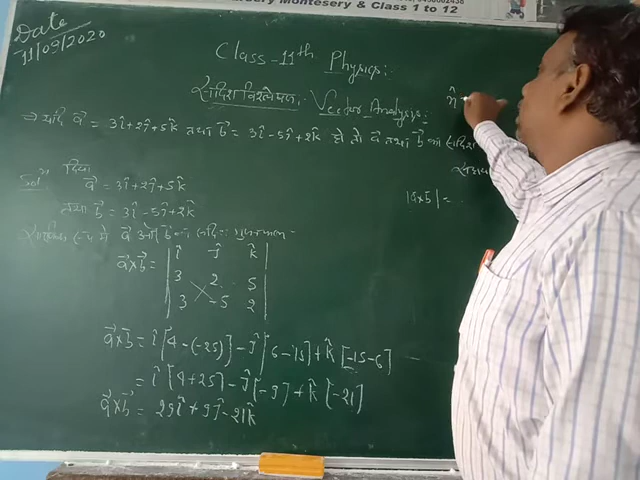 Montesery & Class 1 to 12
Date
11/09/2020
Class-11th Physics:
सदिश विश्लेषण: Vector Analysis:
⇒ यदि a⃗ = 3î+2ĵ+5k̂ तथा b⃗ = 3î-5ĵ+2k̂ हो तो a⃗ तथा b⃗ का सदिश
n̂
Solⁿ: दिया
a⃗ = 3î+2ĵ+5k̂
|a×b| =
तथा b⃗ = 3î-5ĵ+2k̂
में a⃗ और b⃗ का सदिश गुणनफल-
a⃗×b⃗ = | î ĵ k̂ |
3 2 5
3 -5 2
a⃗×b⃗ = î[4-(-25)]-ĵ[6-15]+k̂[-15-6]
= î[4+25]-ĵ[-9]+k̂[-21]
a⃗×b⃗ = 29î+9ĵ-21k̂